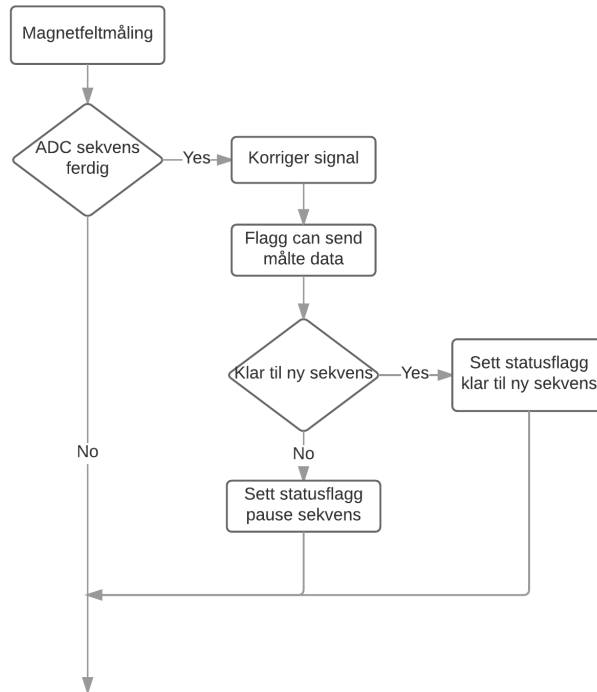 Magnetfeltmåling
ADC sekvens
ferdig
Yes
Korriger signal
Flagg can send
målte data
Klar til ny sekvens
Yes
Sett statusflagg
klar til ny sekvens
No
No
Sett statusflagg
pause sekvens